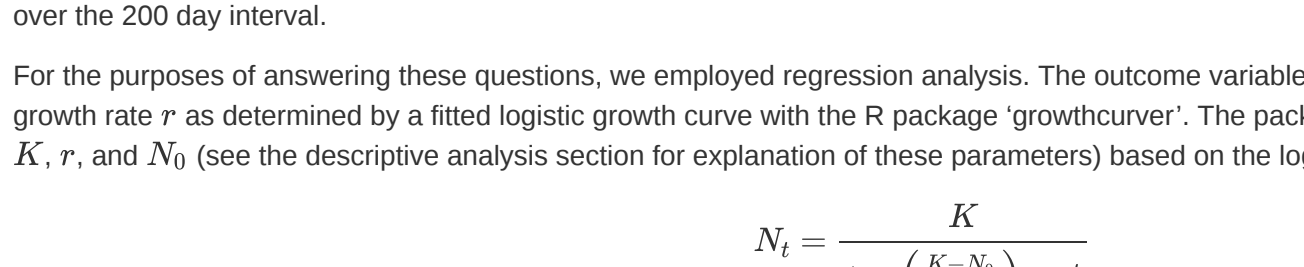 over the 200 day interval.
For the purposes of answering these questions, we employed regression analysis. The outcome variable
growth rate r as determined by a fitted logistic growth curve with the R package ‘growthcurver’. The
K, r, and N₀ (see the descriptive analysis section for explanation of these parameters) based on the
K
Nₜ =
K−N₀